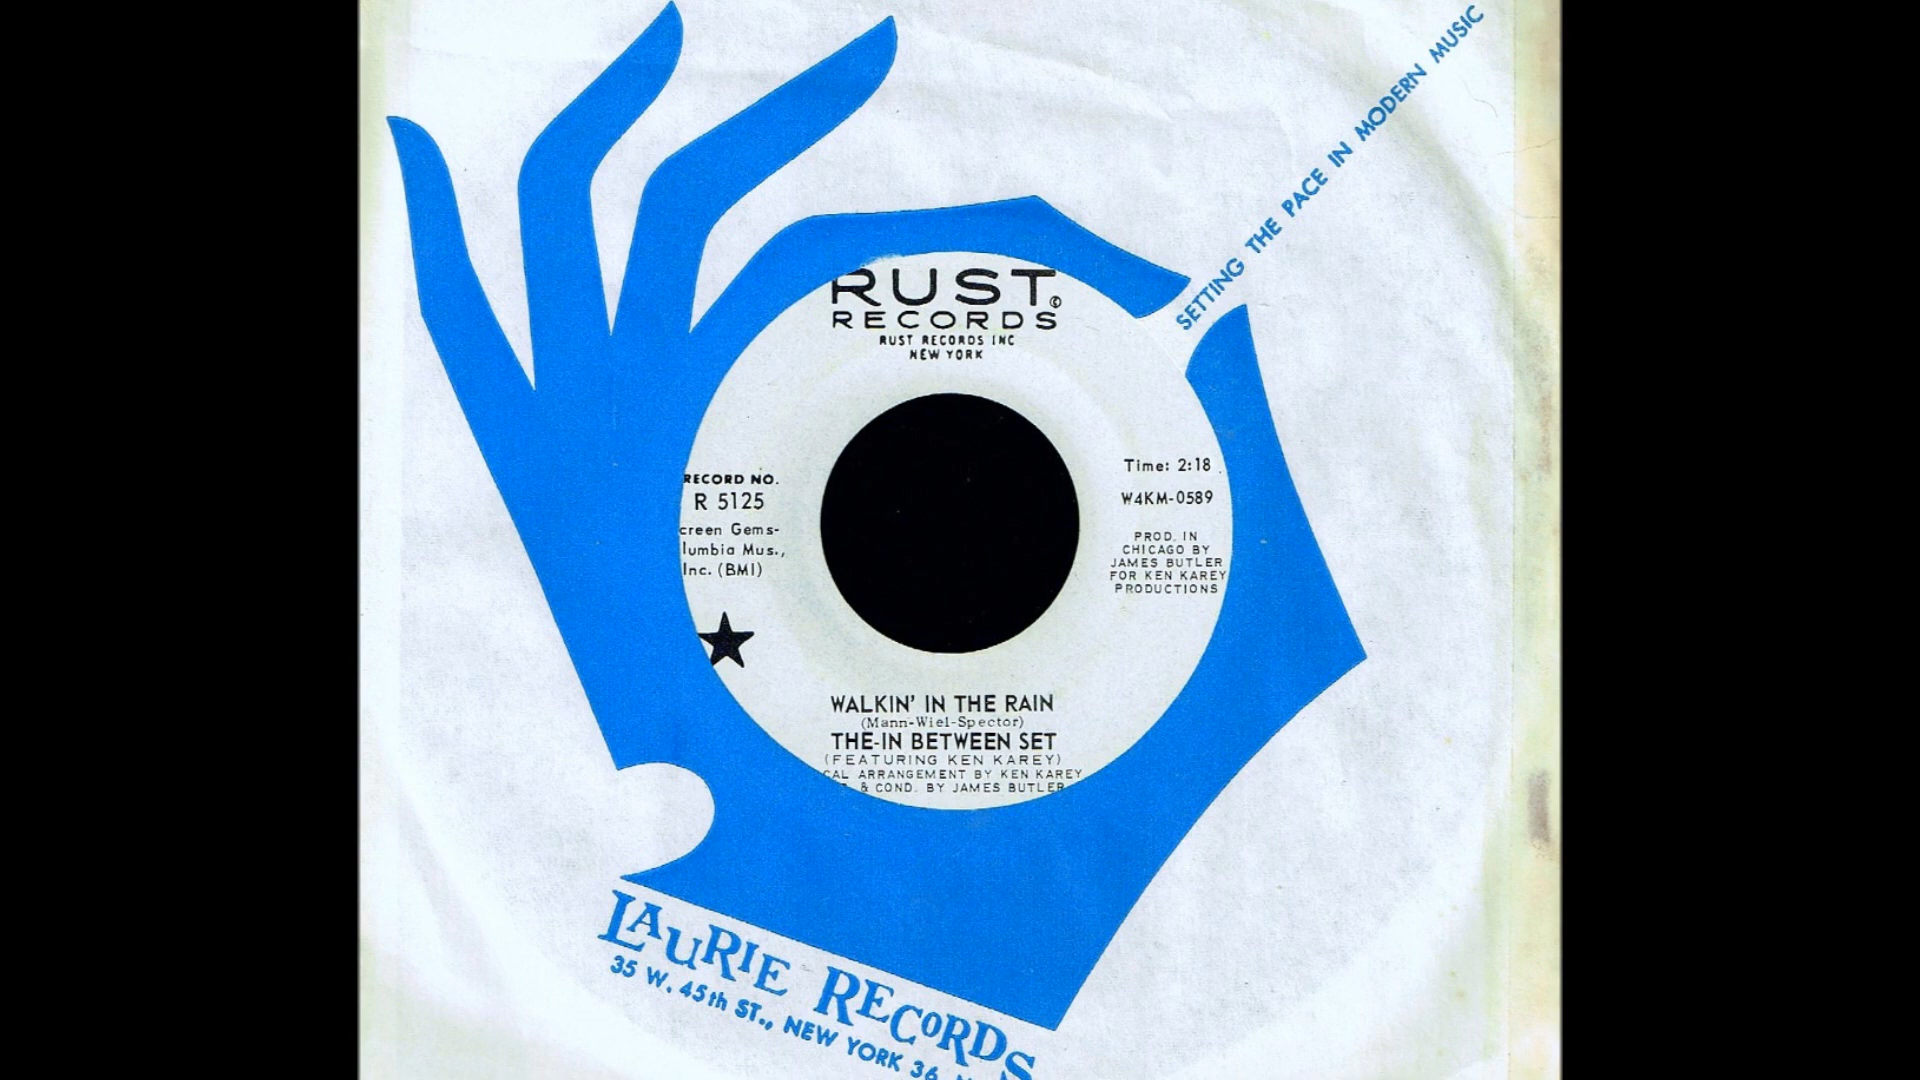 SETTING THE PACE IN MODERN MUSIC
RUST
RECORDS
RUST RECORDS INC
NEW YORK
RECORD NO.
R 5125
creen Gems-
lumbia Mus.,
Inc. (BMI)
Time: 2:18
W4KM-0589
PROD. IN
CHICAGO BY
JAMES BUTLER
FOR KEN KAREY
PRODUCTIONS
WALKIN' IN THE RAIN
(Mann-Wiel-Spector)
THE-IN BETWEEN SET
(FEATURING KEN KAREY)
CAL ARRANGEMENT BY KEN KAREY
& COND. BY JAMES BUTLER
LAURIE RECORDS
35 W. 45th ST., NEW YORK 36